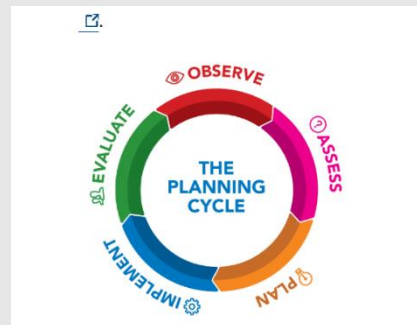 .
OBSERVE
ASSESS
PLAN
IMPLEMENT
EVALUATE
THE
PLANNING
CYCLE